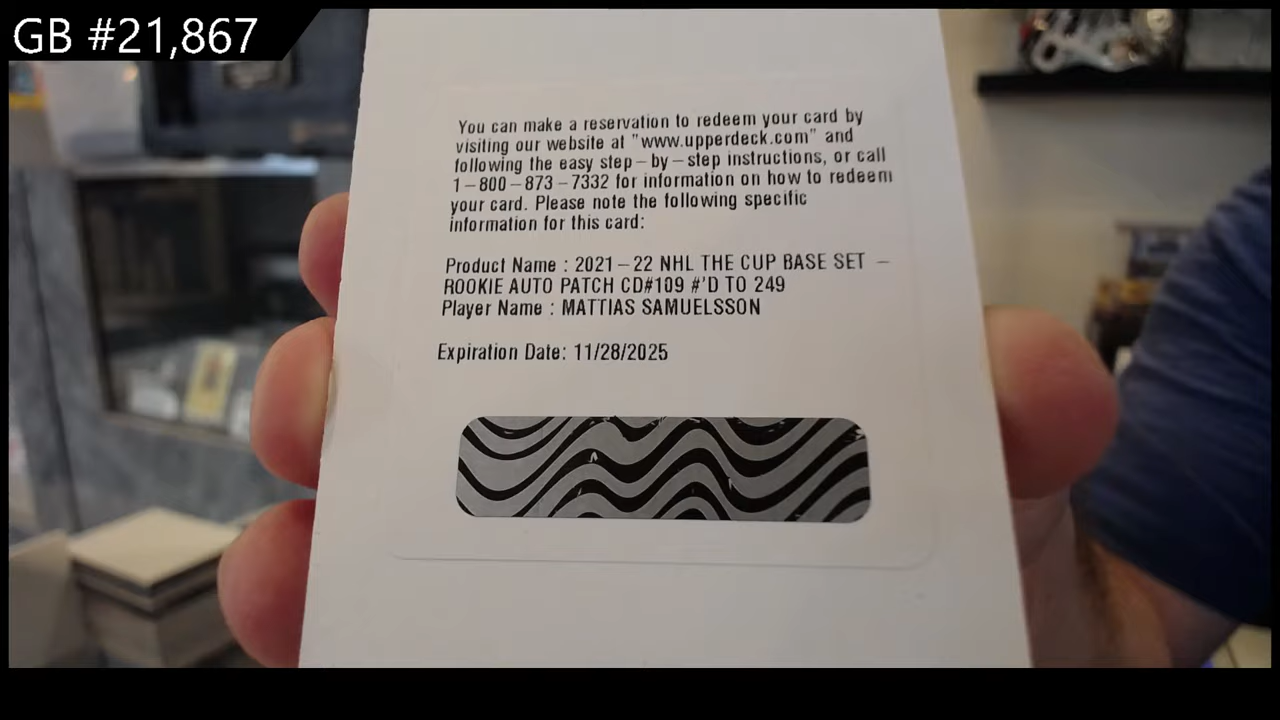 GB #21,867
You can make a reservation to redeem your card by
visiting our website at "www.upperdeck.com" and
following the easy step–by–step instructions, or call
1–800–873–7332 for information on how to redeem
your card. Please note the following specific
information for this card:
Product Name : 2021–22 NHL THE CUP BASE SET –
ROOKIE AUTO PATCH CD#109 #'D TO 249
Player Name : MATTIAS SAMUELSSON
Expiration Date: 11/28/2025